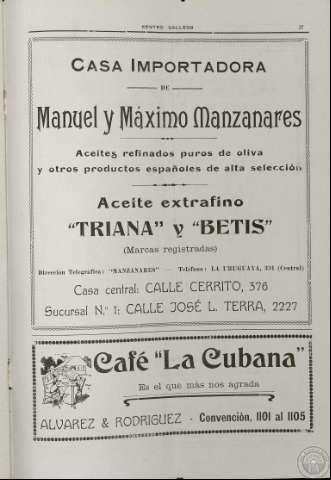 CENTRO GALLEGO
27
CASA IMPORTADORA
DE
Manuel y Máximo Manzanares
Aceites refinados puros de oliva
y otros productos españoles de alta selección
Aceite extrafino
“TRIANA” y “BETIS”
(Marcas registradas)
Dirección Telegráfica: “MANZANARES” — Teléfono: LA URUGUAYA, 231 (Central)
Casa central: CALLE CERRITO, 376
Sucursal N.º 1: CALLE JOSÉ L. TERRA, 2227
Café “La Cubana”
Es el que más nos agrada
ALVAREZ & RODRIGUEZ - Convención, 1101 al 1105